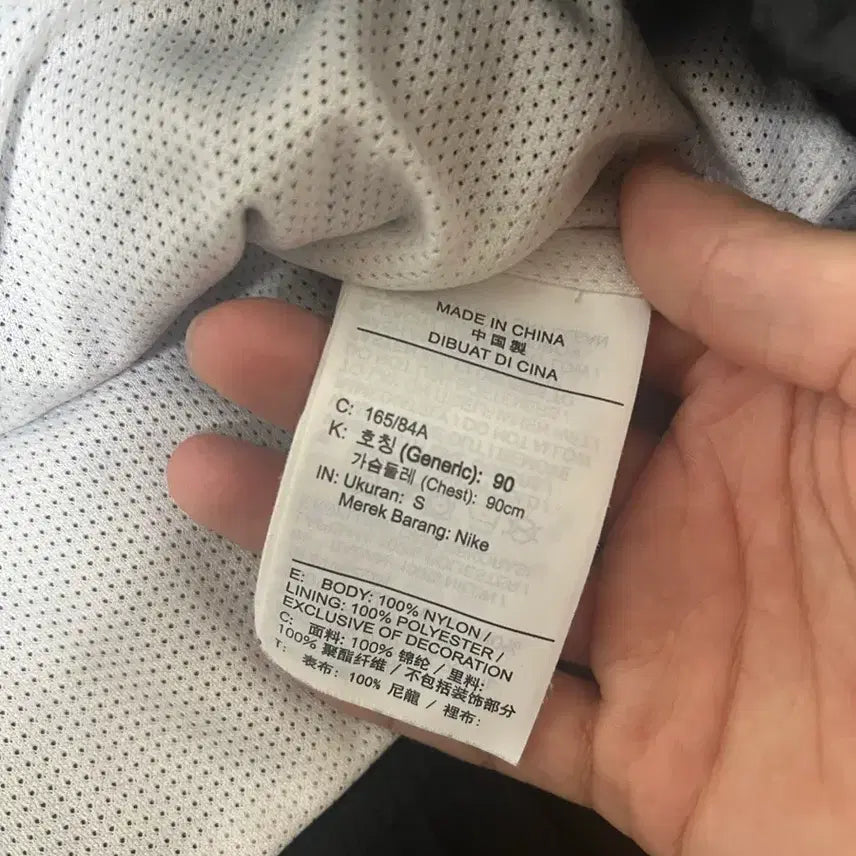 MADE IN CHINA
中国製
DIBUAT DI CINA
C: 165/84A
K: 호칭 (Generic): 90
가슴둘레 (Chest): 90cm
IN: Ukuran: S
Merek Barang: Nike
E: BODY: 100% NYLON /
LINING: 100% POLYESTER /
EXCLUSIVE OF DECORATION
C: 面料: 100% 锦纶 / 里料:
100% 聚酯纤维 / 不包括装饰部分
T: 表布: 100% 尼龍 / 裡布: